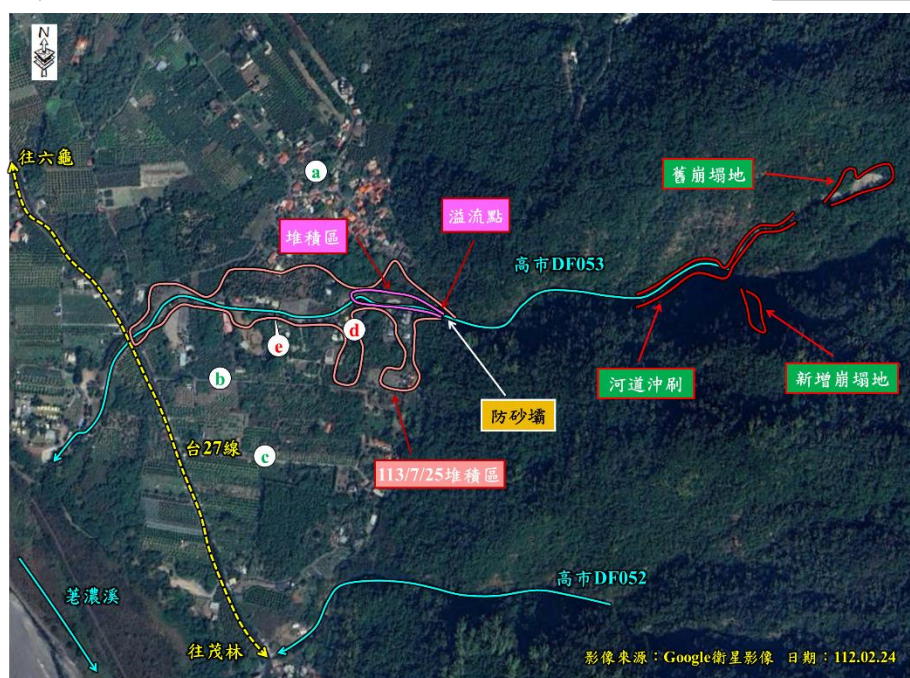 N
往六龜
a
舊崩塌地
溢流點
堆積區
高市DF053
d
e
河道沖刷
新增崩塌地
b
防砂壩
台27線
c
113/7/25堆積區
荖濃溪
高市DF052
往茂林
影像來源：Google衛星影像 日期：112.02.24